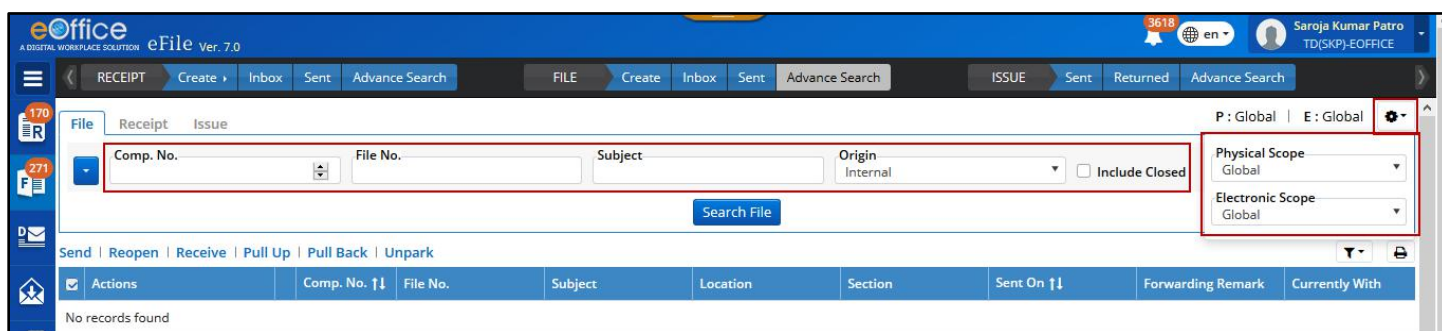 eOffice
A DIGITAL WORKPLACE SOLUTION eFile Ver. 7.0
3618 en Saroja Kumar Patro
TD(SKP)-EOFFICE
RECEIPT Create Inbox Sent Advance Search FILE Create Inbox Sent Advance Search ISSUE Sent Returned Advance Search
170 R File Receipt Issue P : Global | E : Global
Comp. No. File No. Subject Origin Physical Scope
271 F Internal Include Closed Global
Electronic Scope
Search File Global
D
Send | Reopen | Receive | Pull Up | Pull Back | Unpark
Actions Comp. No. File No. Subject Location Section Sent On Forwarding Remark Currently With
No records found